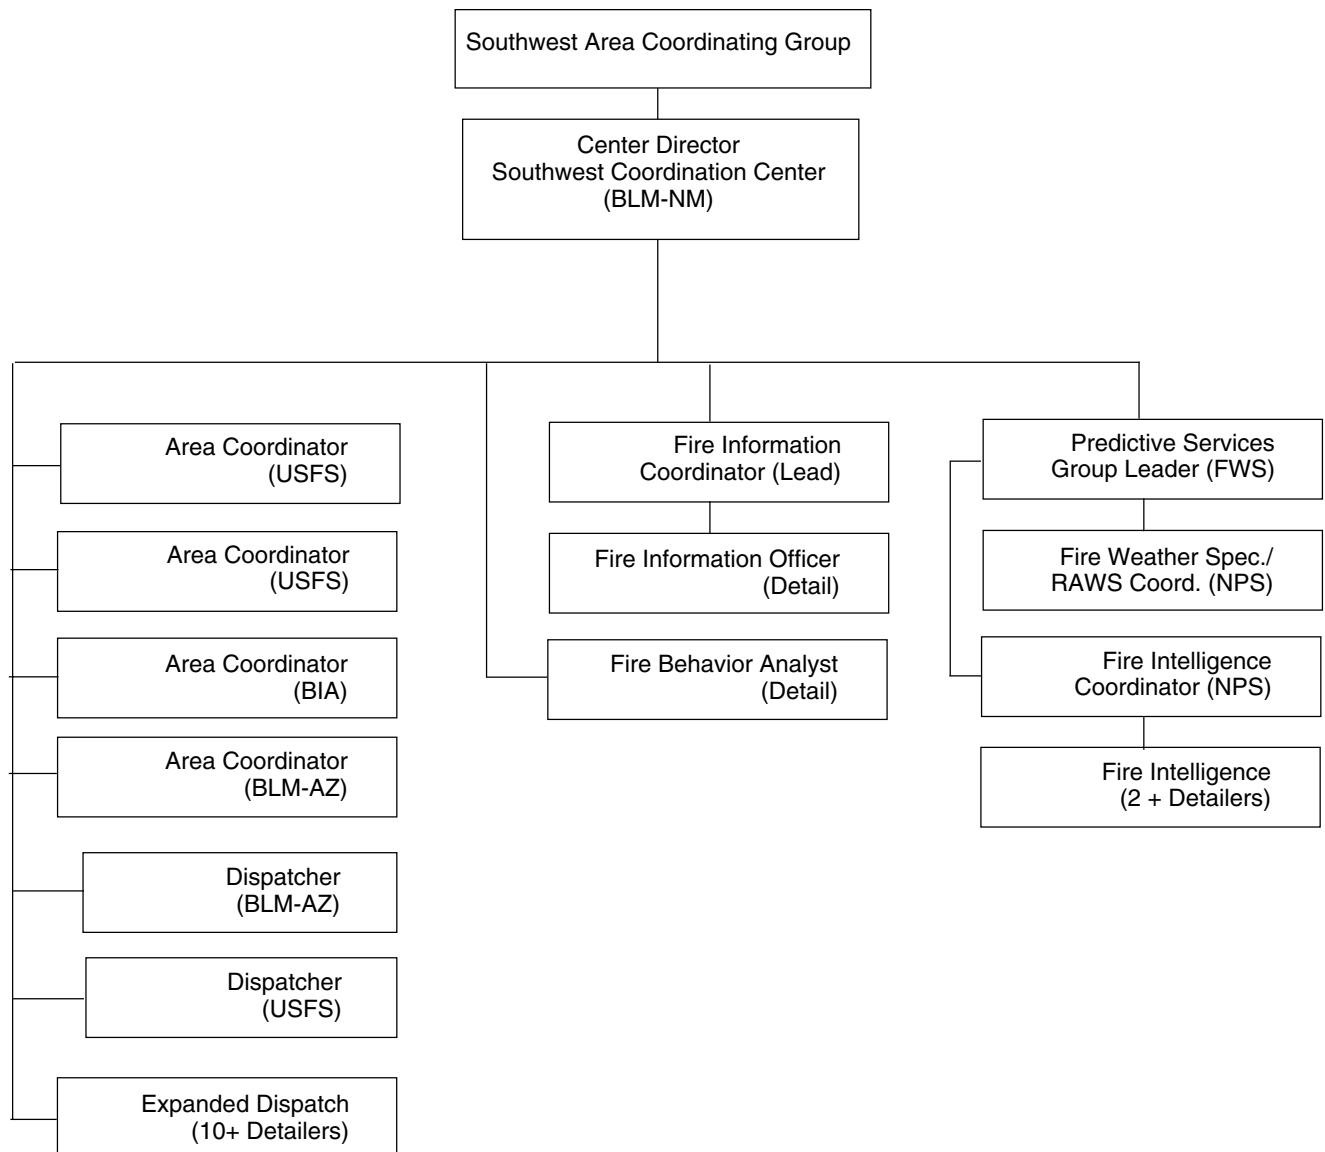 Southwest Area Coordinating Group
Center Director
Southwest Coordination Center
(BLM-NM)
Area Coordinator
(USFS)
Area Coordinator
(USFS)
Area Coordinator
(BIA)
Area Coordinator
(BLM-AZ)
Dispatcher
(BLM-AZ)
Dispatcher
(USFS)
Expanded Dispatch
(10+ Detailers)
Fire Information
Coordinator (Lead)
Fire Information Officer
(Detail)
Fire Behavior Analyst
(Detail)
Predictive Services
Group Leader (FWS)
Fire Weather Spec./
RAWS Coord. (NPS)
Fire Intelligence
Coordinator (NPS)
Fire Intelligence
(2 + Detailers)